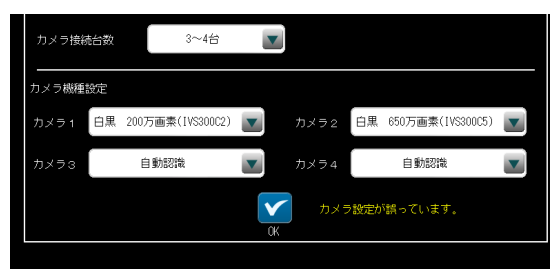 カメラ接続台数 3～4台
カメラ機種設定
カメラ1 白黒 200万画素(IVS300C2) カメラ2 白黒 650万画素(IVS300C5)
カメラ3 自動認識 カメラ4 自動認識
カメラ設定が誤っています。
OK